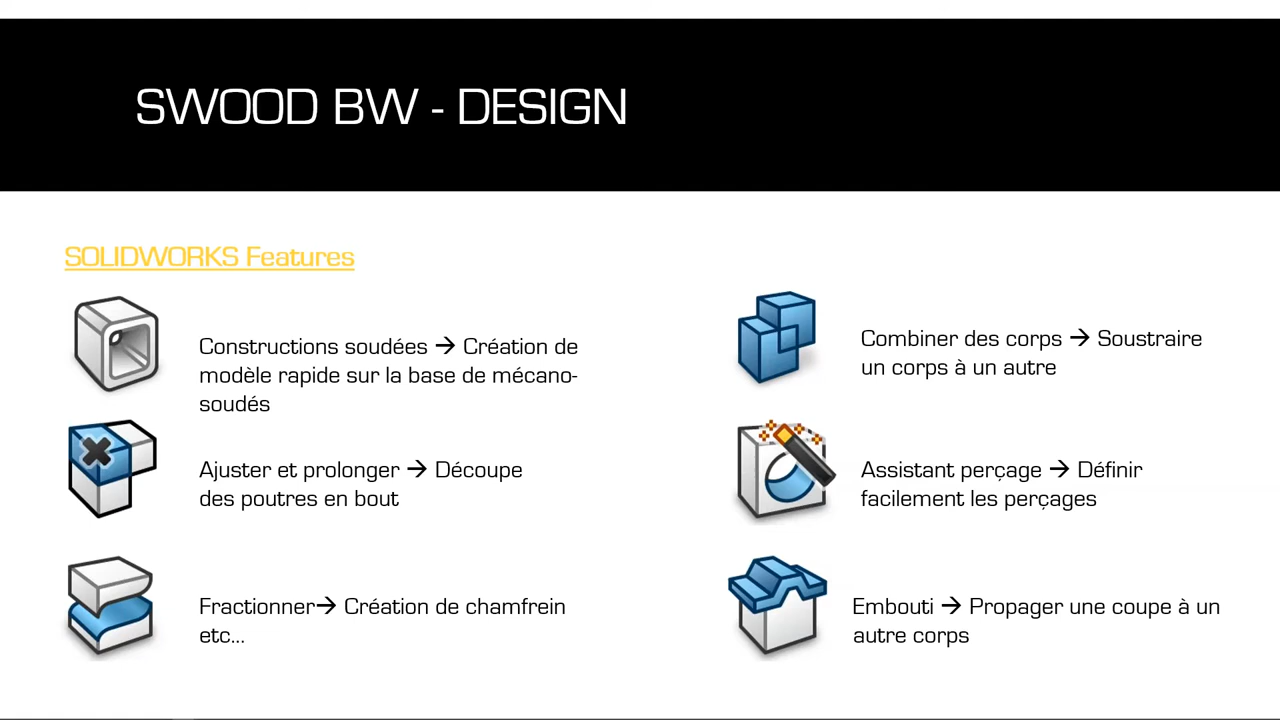 SWOOD BW - DESIGN
SOLIDWORKS Features
Constructions soudées → Création de
modèle rapide sur la base de mécano-
soudés
Ajuster et prolonger → Découpe
des poutres en bout
Fractionner→ Création de chamfrein
etc...
Combiner des corps → Soustraire
un corps à un autre
Assistant perçage → Définir
facilement les perçages
Embouti → Propager une coupe à un
autre corps